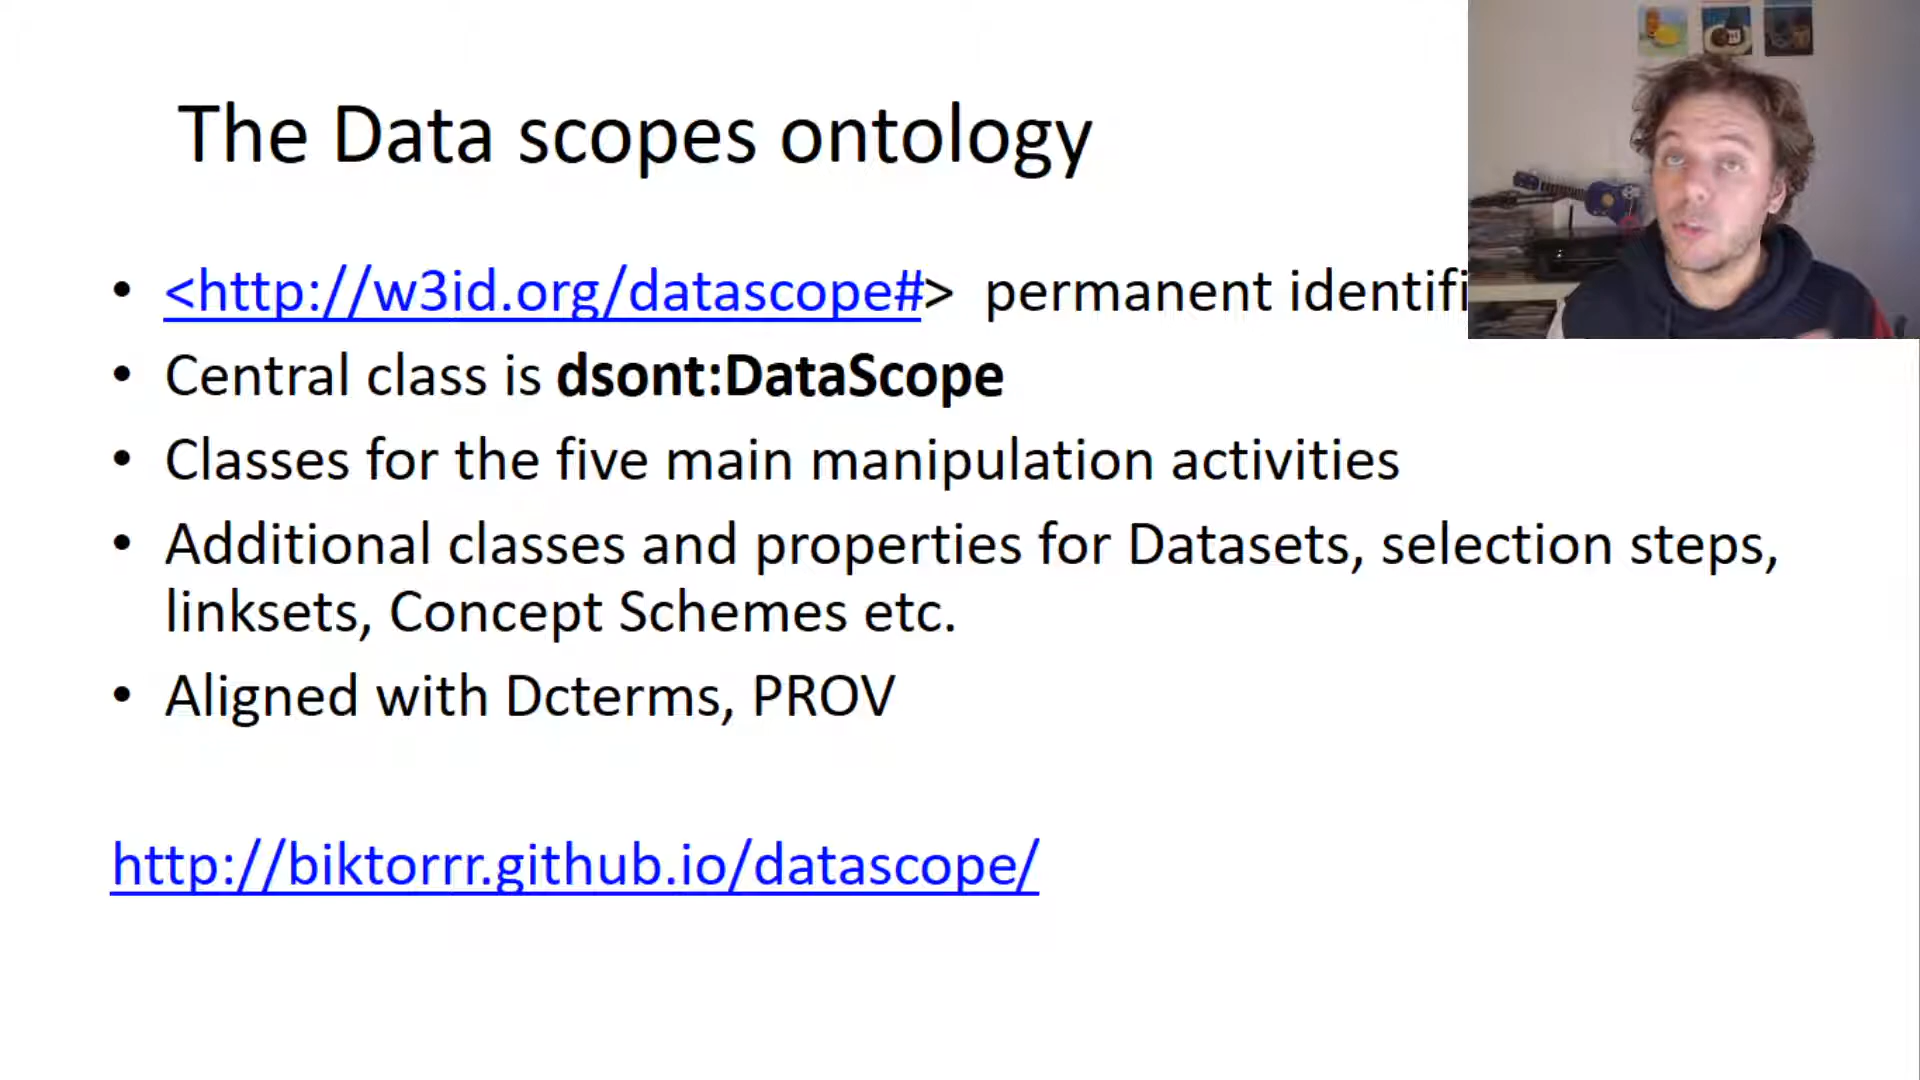 The Data scopes ontology
• <http://w3id.org/datascope#> permanent
• Central class is dsont:DataScope
• Classes for the five main manipulation activities
• Additional classes and properties for Datasets, selection steps,
linksets, Concept Schemes etc.
• Aligned with Dcterms, PROV
http://biktorrr.github.io/datascope/